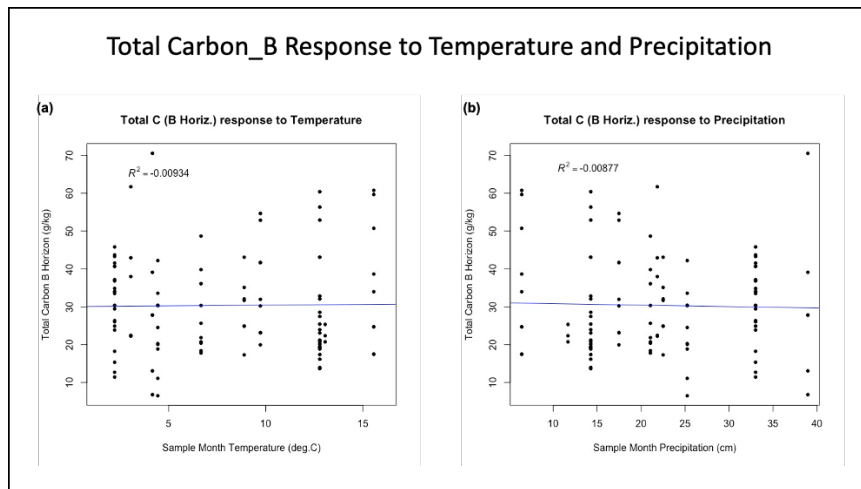 Total Carbon_B Response to Temperature and Precipitation
(a)
Total C (B Horiz.) response to Temperature
R² = -0.00934
Total Carbon B Horizon (g/kg)
70
60
50
40
30
20
10
5 10 15
Sample Month Temperature (deg.C)
(b)
Total C (B Horiz.) response to Precipitation
R² = -0.00877
Total Carbon B Horizon (g/kg)
70
60
50
40
30
20
10
10 15 20 25 30 35 40
Sample Month Precipitation (cm)